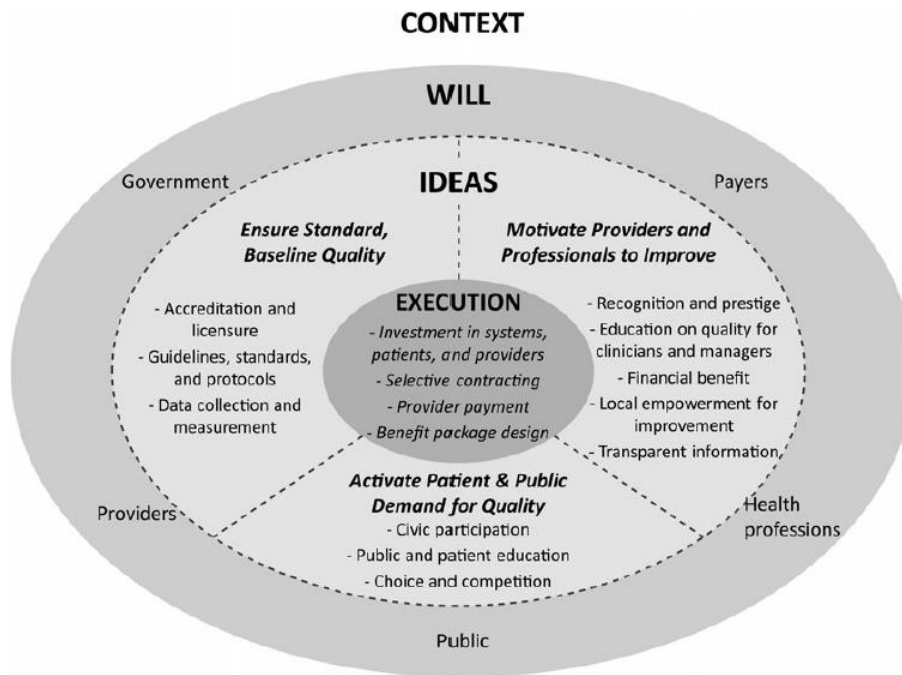 CONTEXT
WILL
Government
Payers
IDEAS
Ensure Standard,
Baseline Quality
- Accreditation and
licensure
- Guidelines, standards,
and protocols
- Data collection and
measurement
Motivate Providers and
Professionals to Improve
- Recognition and prestige
- Education on quality for
clinicians and managers
- Financial benefit
- Local empowerment for
improvement
- Transparent information
EXECUTION
- Investment in systems,
patients, and providers
- Selective contracting
- Provider payment
- Benefit package design
Activate Patient & Public
Demand for Quality
- Civic participation
- Public and patient education
- Choice and competition
Providers
Health
professions
Public